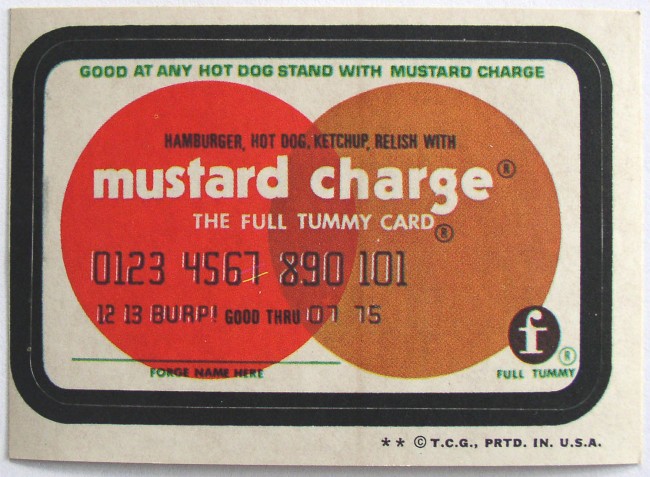 GOOD AT ANY HOT DOG STAND WITH MUSTARD CHARGE
HAMBURGER, HOT DOG, KETCHUP, RELISH WITH
mustard charge®
THE FULL TUMMY CARD®
0123 4567 890 101
12 13 BURP! GOOD THRU 07 75
FORGE NAME HERE
f®
FULL TUMMY
** © T.C.G., PRTD. IN. U.S.A.